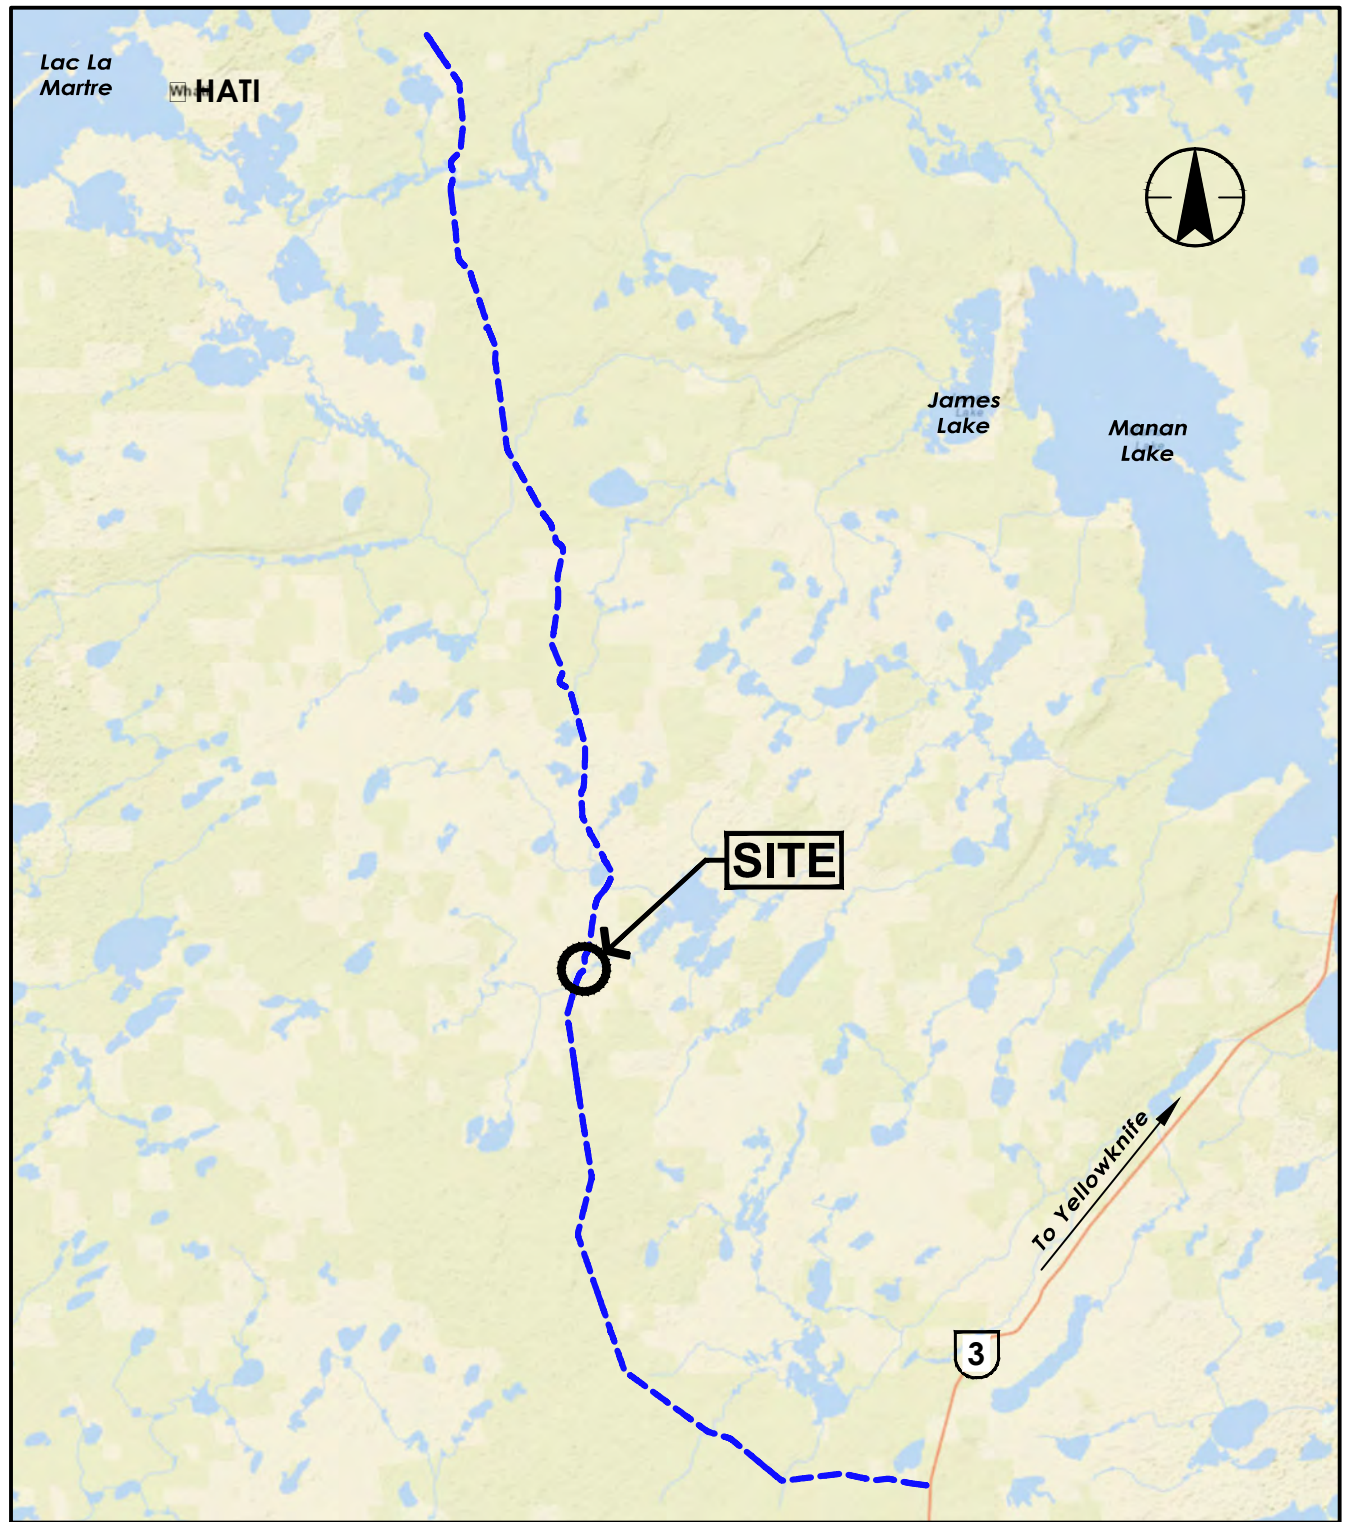 Lac La
Martre
HATI
James
Lake
Manan
Lake
SITE
To Yellowknife
3